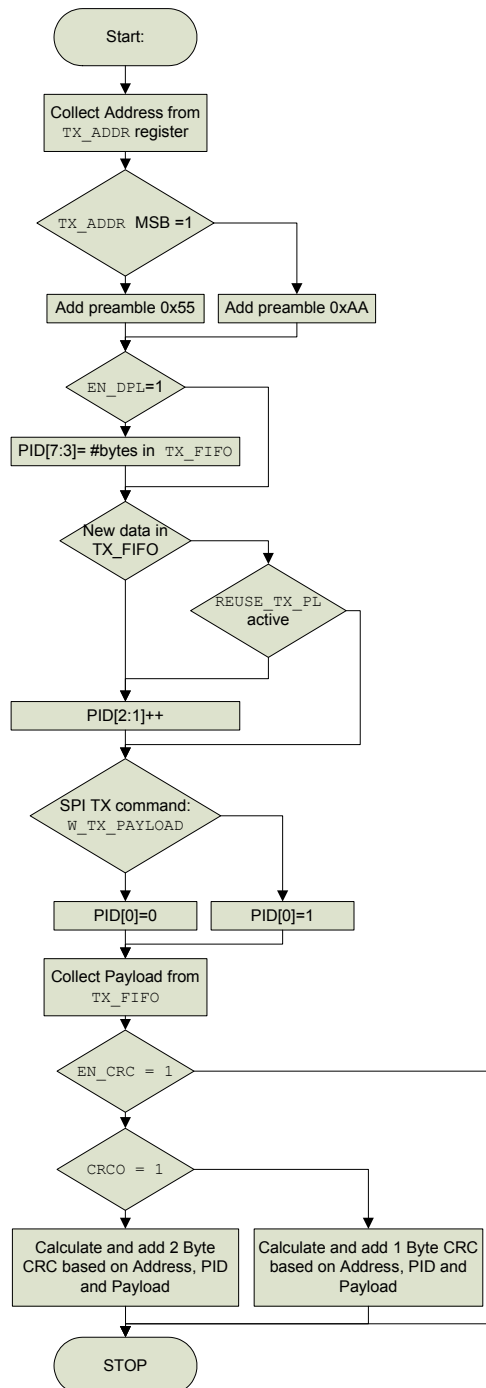 Start:
Collect Address from
TX_ADDR register
TX_ADDR MSB =1
Add preamble 0x55
Add preamble 0xAA
EN_DPL=1
PID[7:3]= #bytes in TX_FIFO
New data in
TX_FIFO
REUSE_TX_PL
active
PID[2:1]++
SPI TX command:
W_TX_PAYLOAD
PID[0]=0
PID[0]=1
Collect Payload from
TX_FIFO
EN_CRC = 1
CRCO = 1
Calculate and add 2 Byte
CRC based on Address, PID
and Payload
Calculate and add 1 Byte CRC
based on Address, PID and
Payload
STOP